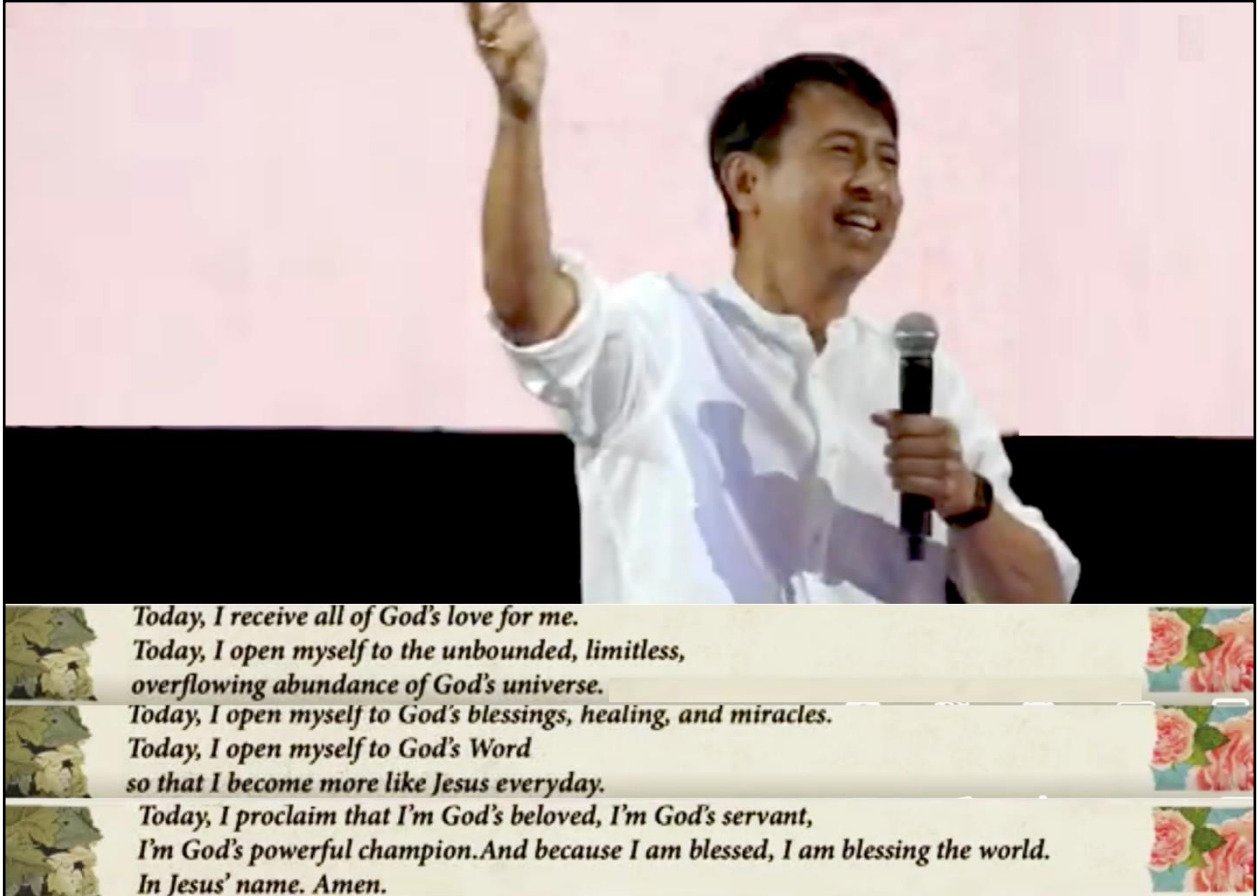 Today, I receive all of God's love for me.
Today, I open myself to the unbounded, limitless,
overflowing abundance of God's universe.
Today, I open myself to God's blessings, healing, and miracles.
Today, I open myself to God's Word
so that I become more like Jesus everyday.
Today, I proclaim that I'm God's beloved, I'm God's servant,
I'm God's powerful champion.And because I am blessed, I am blessing the world.
In Jesus' name. Amen.